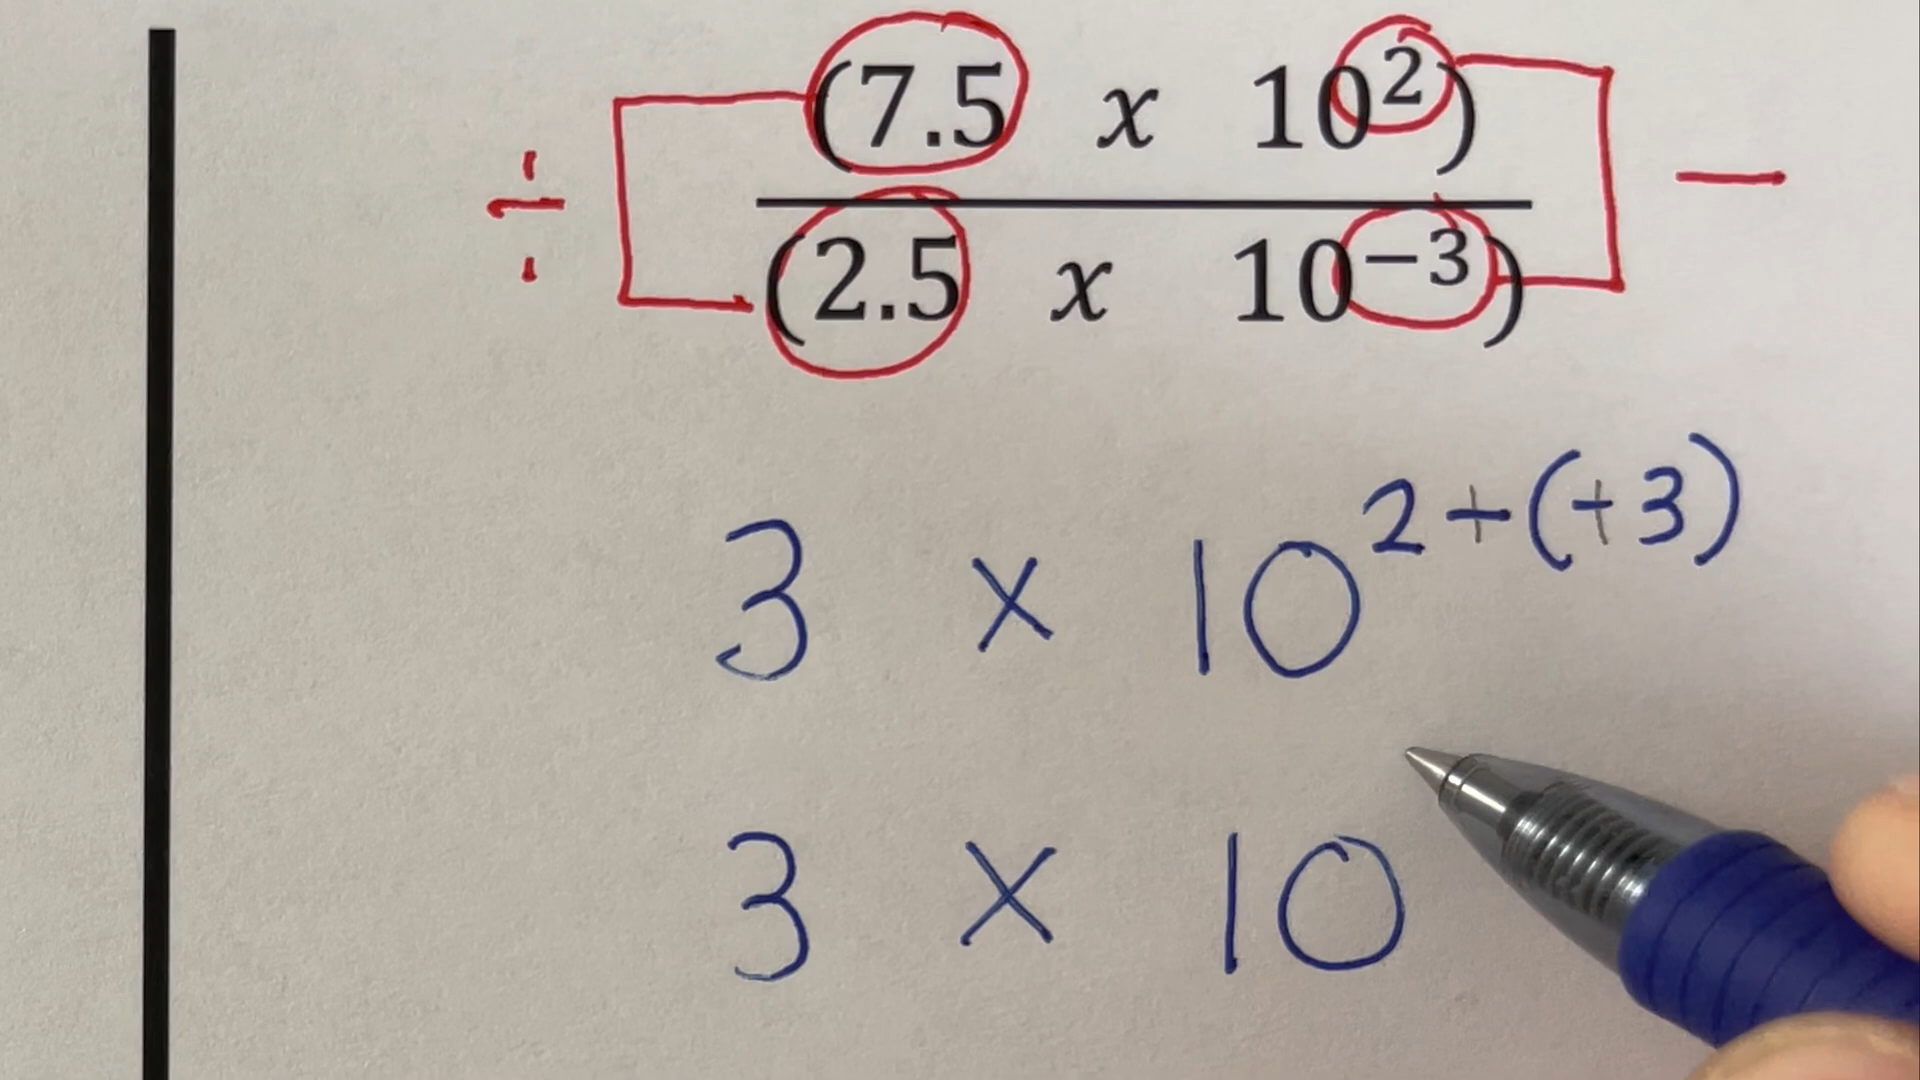 (7.5 x 10²)
÷ —
(2.5 x 10⁻³)
3 × 10²⁺⁽⁺³⁾
3 × 10